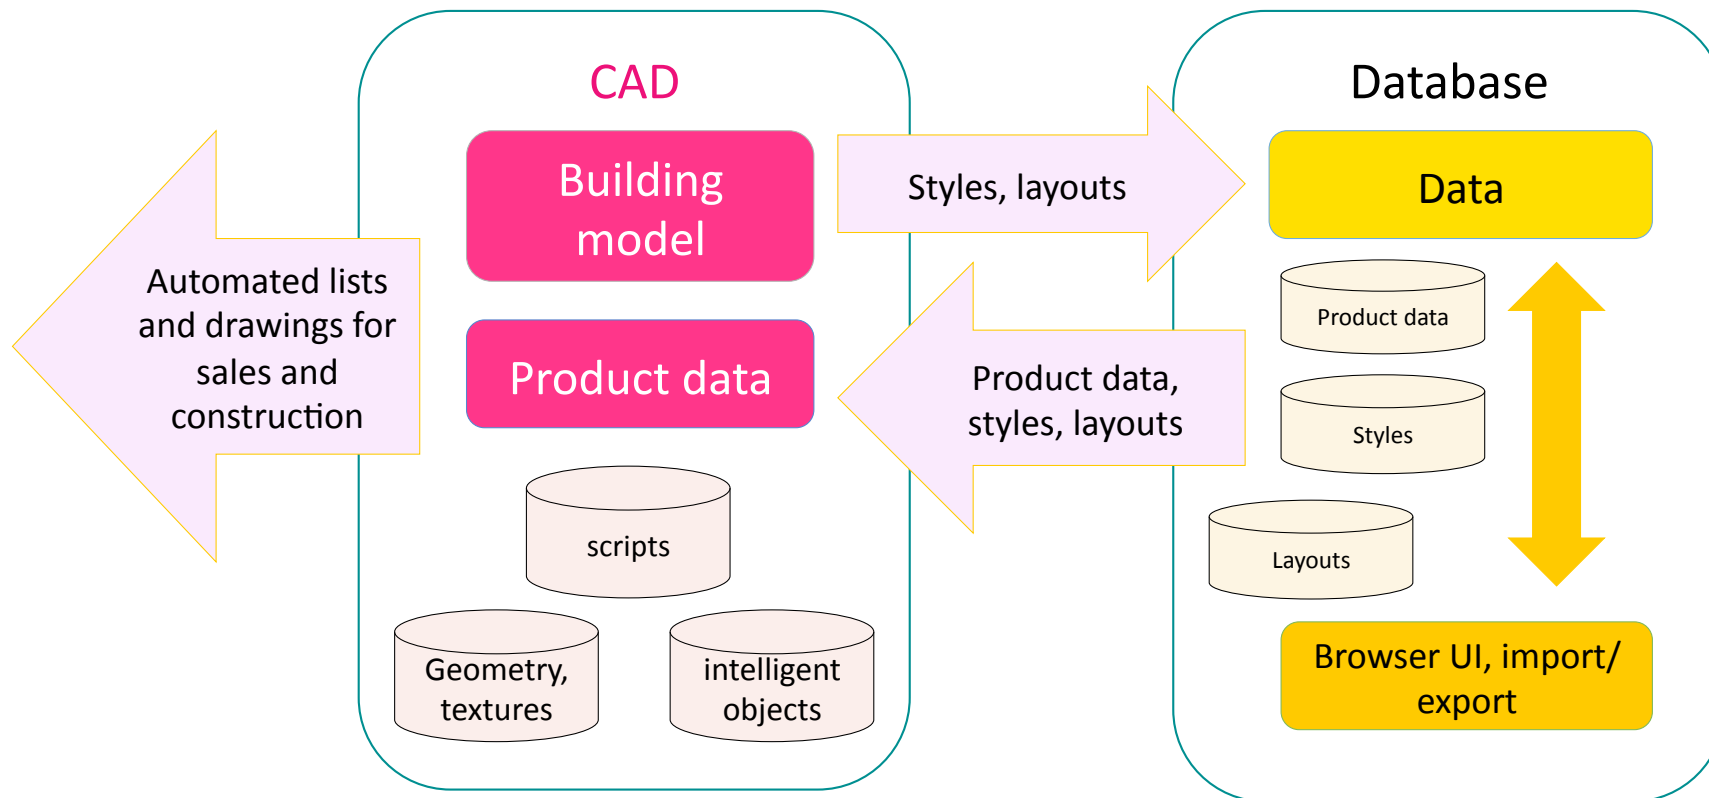 CAD
Building
model
Product data
scripts
Geometry,
textures
intelligent
objects
Automated lists
and drawings for
sales and
construction
Styles, layouts
Product data,
styles, layouts
Database
Data
Product data
Styles
Layouts
Browser UI, import/
export